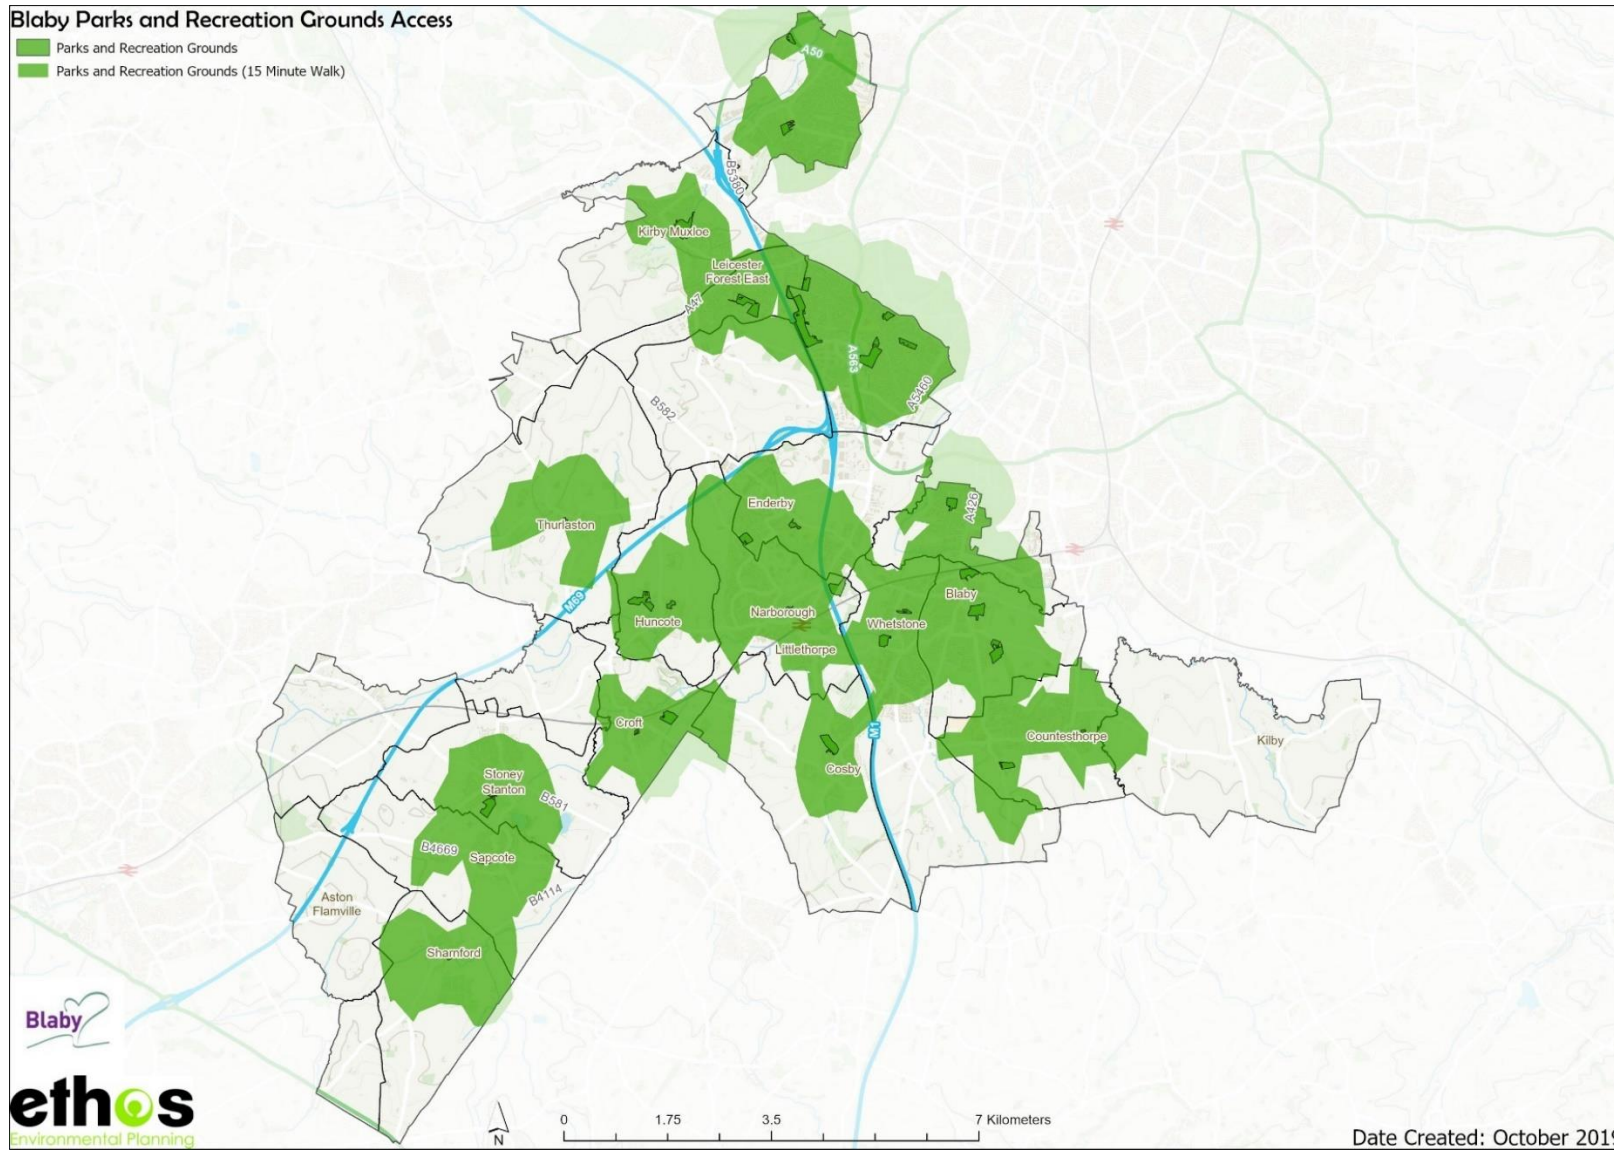 Blaby Parks and Recreation Grounds Access
Parks and Recreation Grounds
Parks and Recreation Grounds (15 Minute Walk)
A50
B5380
Kirby Muxloe
Leicester
Forest East
A47
A563
A5460
B582
Enderby
A426
Thurlaston
M69
Huncote
Narborough
Whetstone
Blaby
Littlethorpe
Croft
M1
Countesthorpe
Kilby
Cosby
Stoney
Stanton
B581
B4669
Sapcote
B4114
Aston
Flamville
Sharnford
Blaby
ethos
Environmental Planning
N
0 1.75 3.5 7 Kilometers
Date Created: October 2019